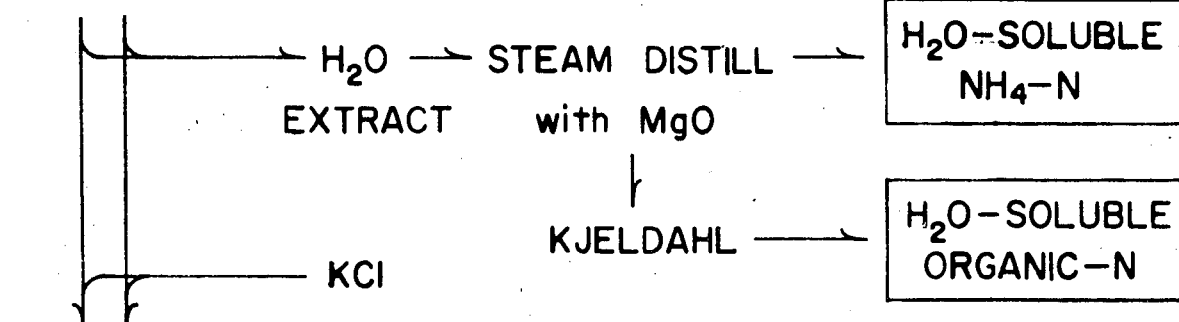 H₂O → STEAM DISTILL → H₂O-SOLUBLE
EXTRACT with MgO NH₄-N
KJELDAHL → H₂O-SOLUBLE
ORGANIC-N
KCl